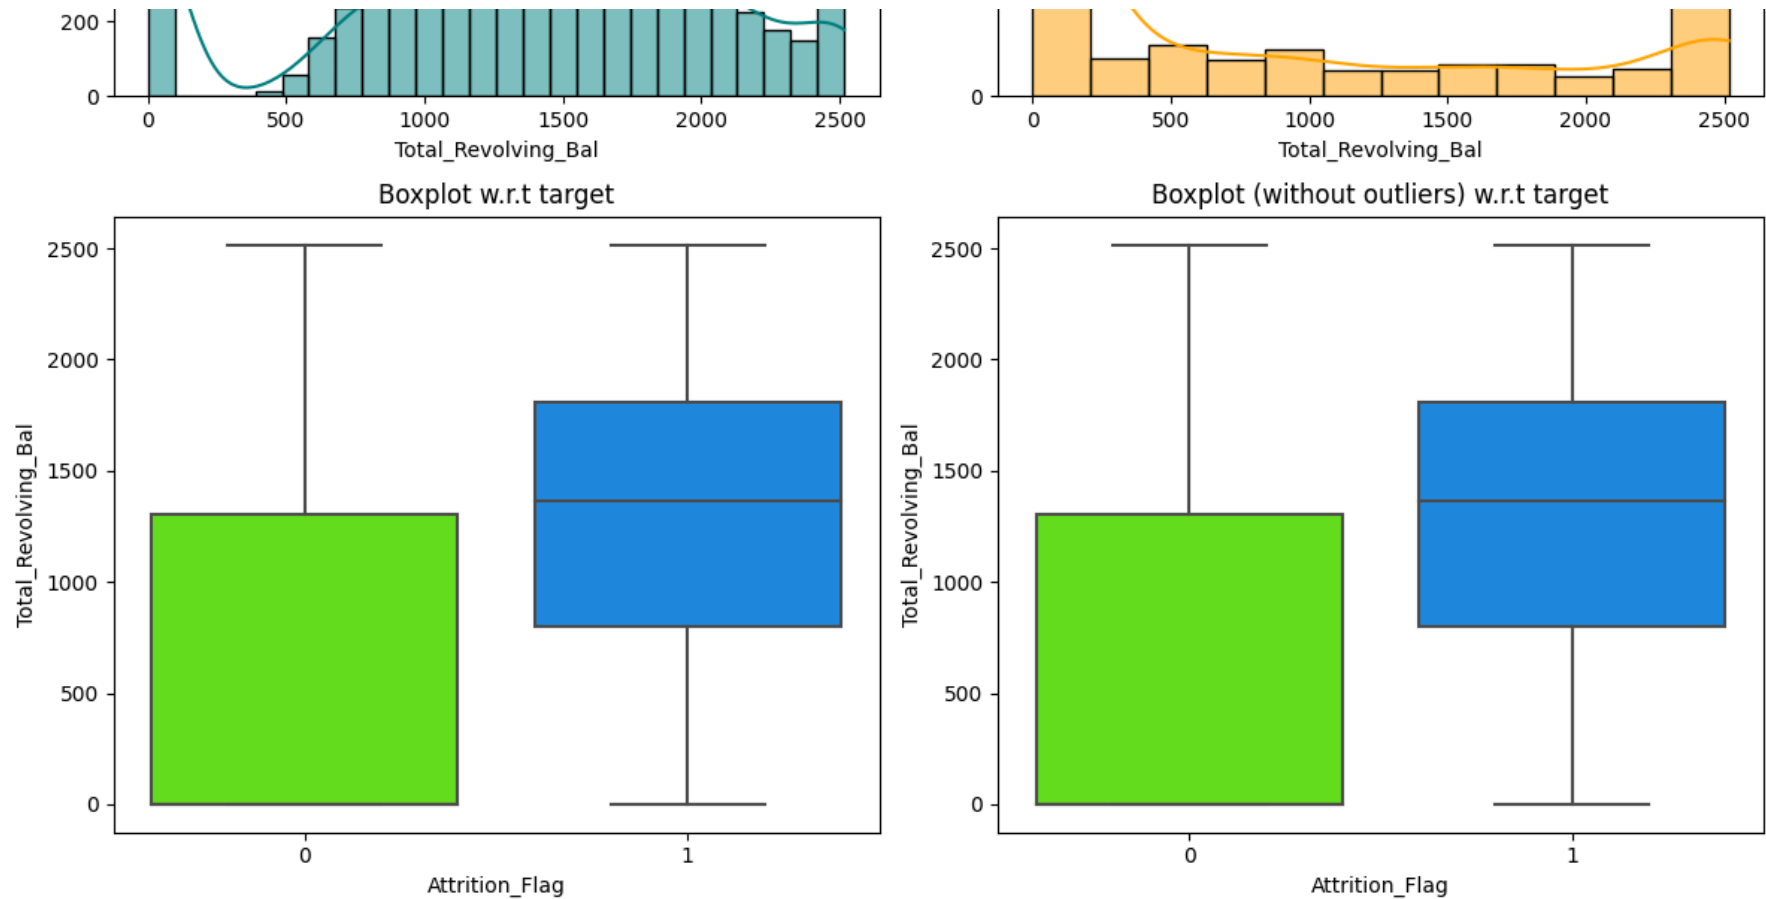 200
0
0 500 1000 1500 2000 2500
Total_Revolving_Bal
0
0 500 1000 1500 2000 2500
Total_Revolving_Bal
Boxplot w.r.t target
2500
2000
1500
1000
500
0
Total_Revolving_Bal
0 1
Attrition_Flag
Boxplot (without outliers) w.r.t target
2500
2000
1500
1000
500
0
Total_Revolving_Bal
0 1
Attrition_Flag